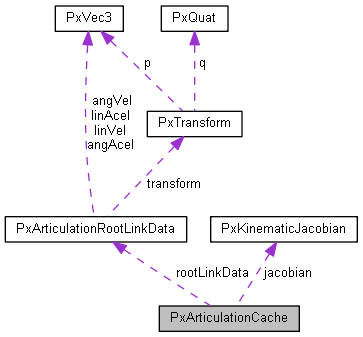 PxVec3
PxQuat
p
q
angVel
linAcel
linVel
angAcel
PxTransform
transform
PxArticulationRootLinkData
PxKinematicJacobian
rootLinkData
jacobian
PxArticulationCache